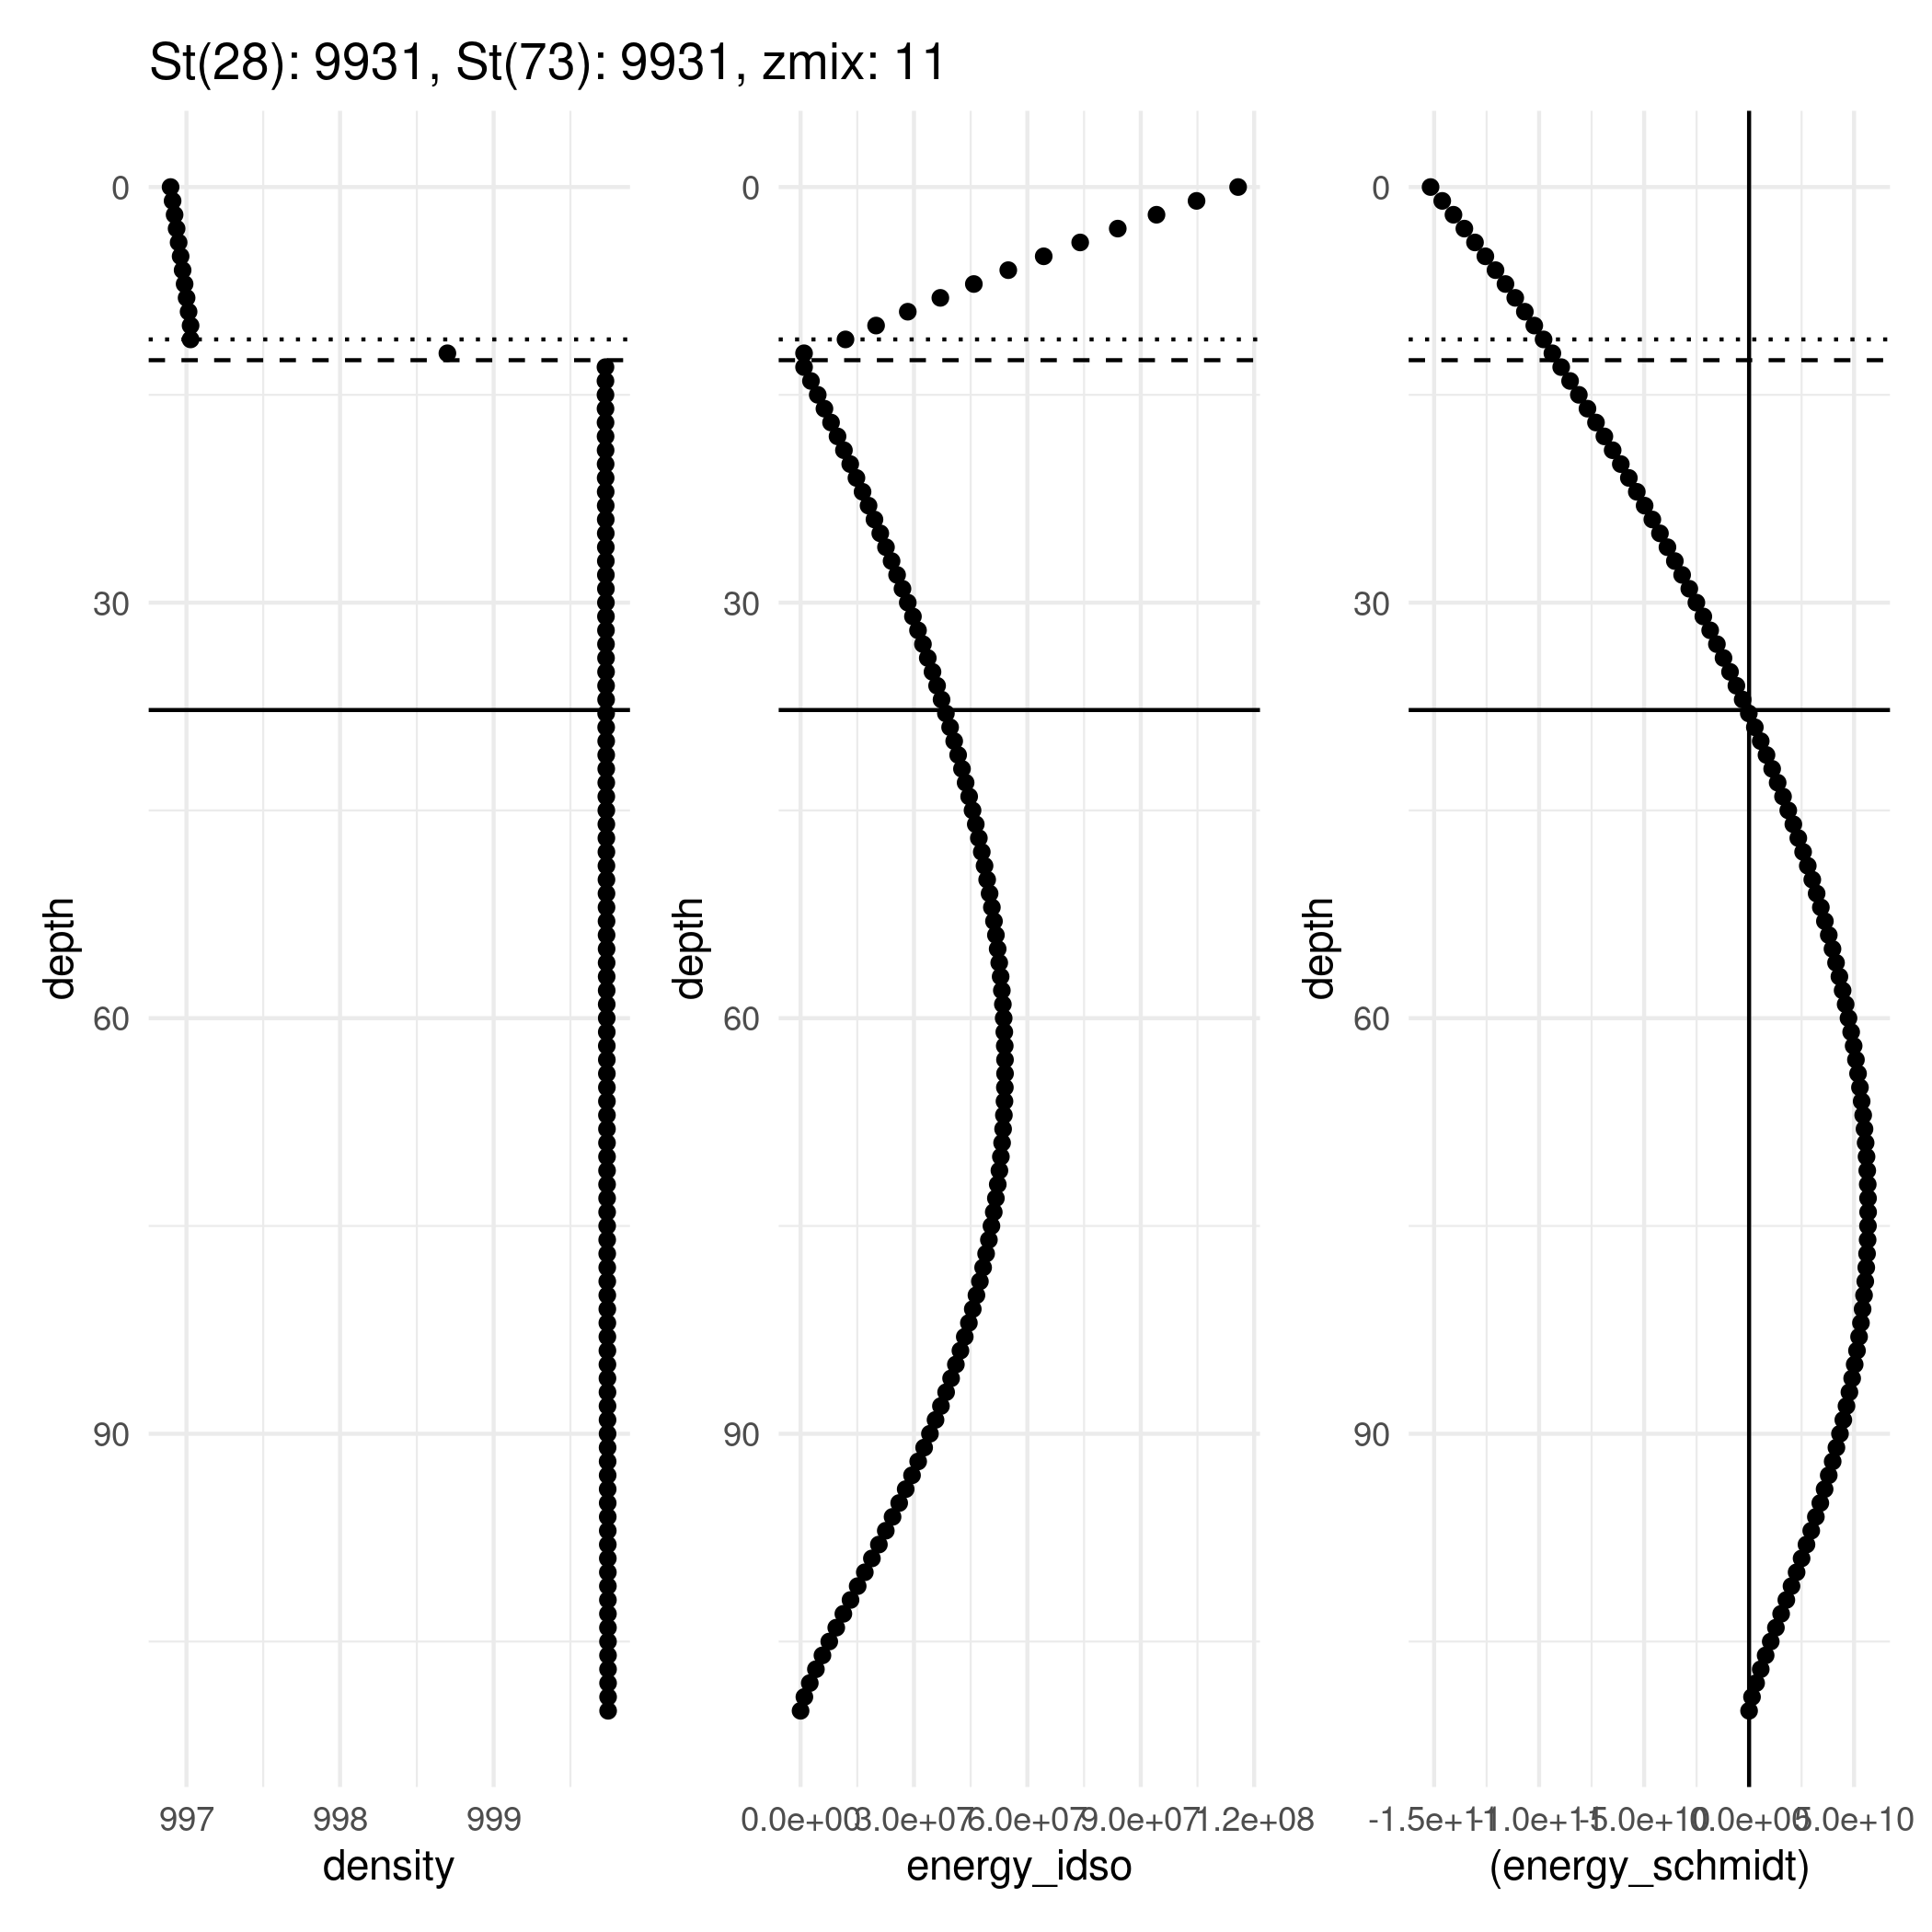 St(28): 9931, St(73): 9931, zmix: 11
0
30
60
90
depth
997 998 999
density
0
30
60
90
depth
0.0e+00 3.0e+07 6.0e+07 9.0e+07 1.2e+08
energy_idso
0
30
60
90
depth
-1.5e+11 -1.0e+11 -5.0e+10 0.0e+00 5.0e+10
(energy_schmidt)